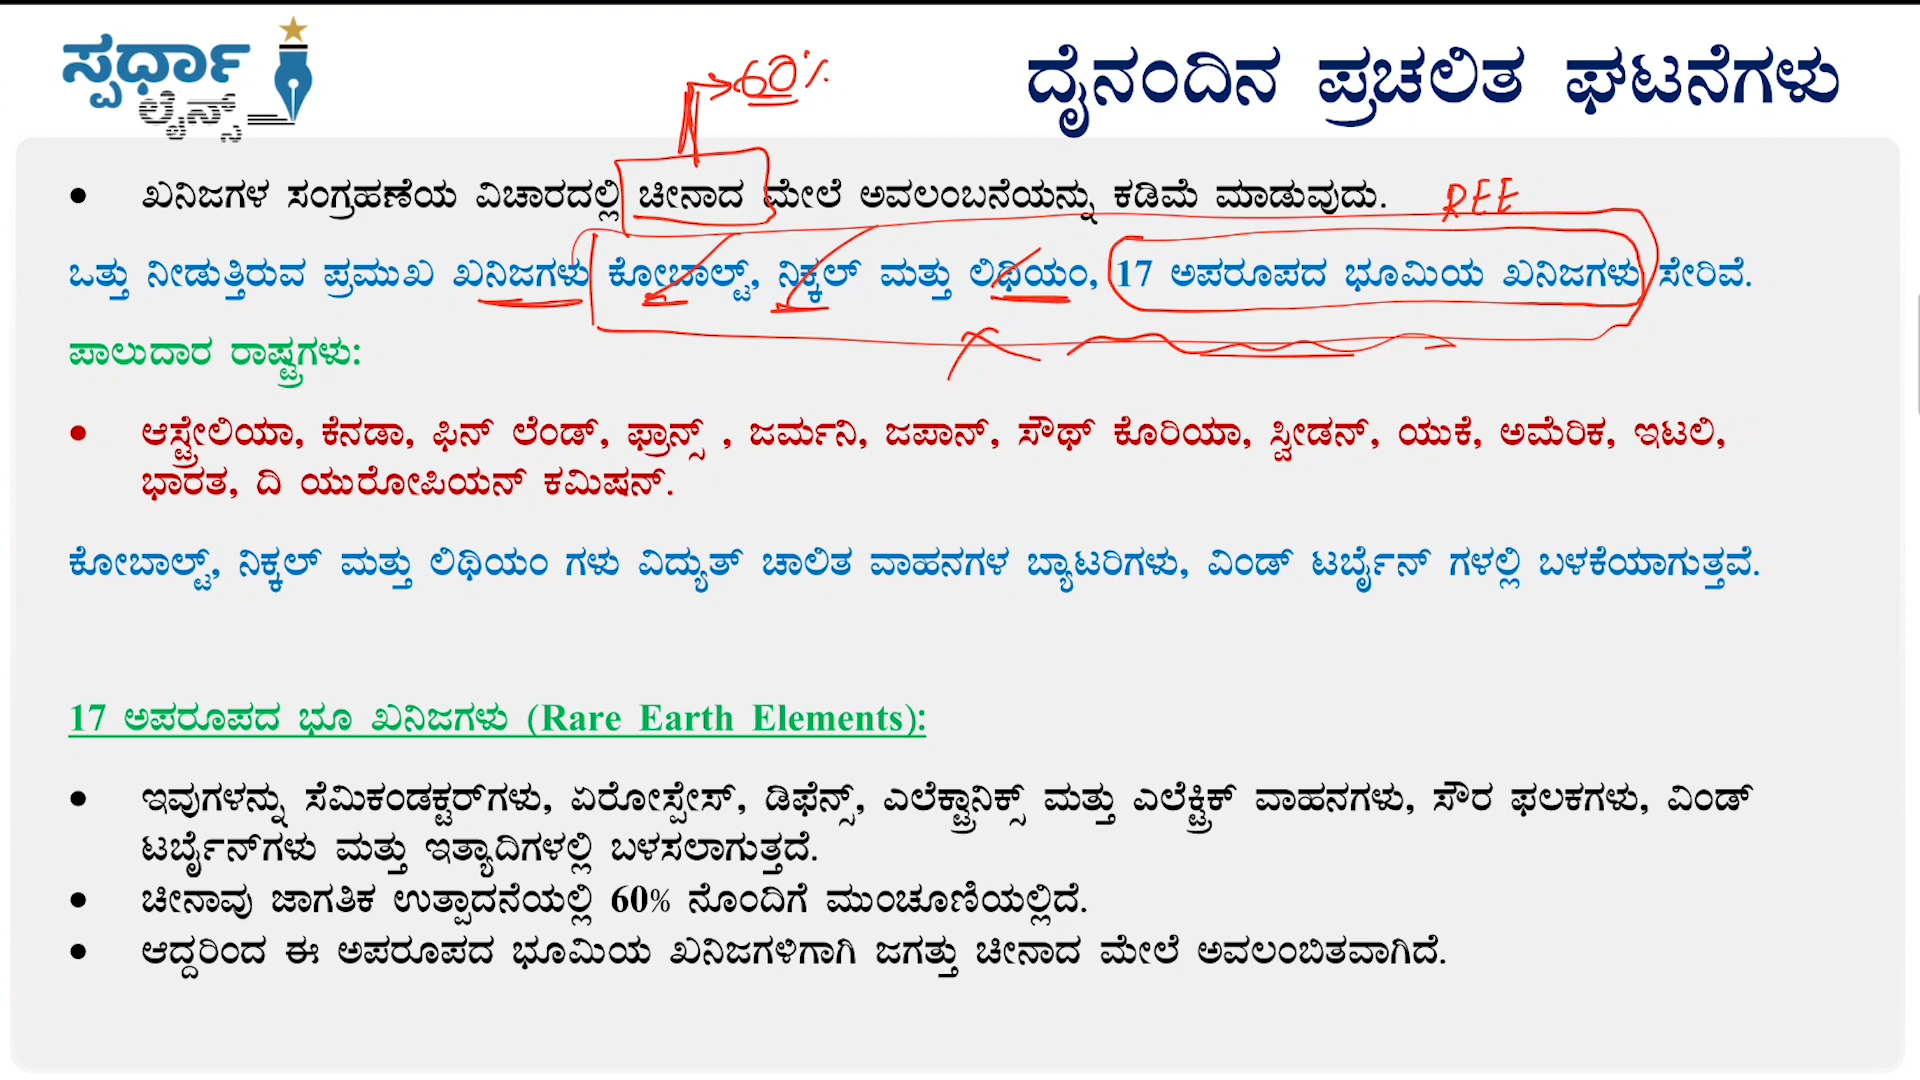 ಸ್ಪರ್ಧಾ
ಲೈನ್ಸ್
ದೈನಂದಿನ ಪ್ರಚಲಿತ ಘಟನೆಗಳು
60%
• ಖನಿಜಗಳ ಸಂಗ್ರಹಣೆಯ ವಿಚಾರದಲ್ಲಿ ಚೀನಾದ ಮೇಲೆ ಅವಲಂಬನೆಯನ್ನು ಕಡಿಮೆ ಮಾಡುವುದು.
REE
ಒತ್ತು ನೀಡುತ್ತಿರುವ ಪ್ರಮುಖ ಖನಿಜಗಳು ಕೋಬಾಲ್ಟ್, ನಿಕ್ಕಲ್ ಮತ್ತು ಲಿಥಿಯಂ, 17 ಅಪರೂಪದ ಭೂಮಿಯ ಖನಿಜಗಳು ಸೇರಿವೆ.
ಪಾಲುದಾರ ರಾಷ್ಟ್ರಗಳು:
• ಆಸ್ಟ್ರೇಲಿಯಾ, ಕೆನಡಾ, ಫಿನ್ ಲೆಂಡ್, ಫ್ರಾನ್ಸ್ , ಜರ್ಮನಿ, ಜಪಾನ್, ಸೌಥ್ ಕೊರಿಯಾ, ಸ್ವೀಡನ್, ಯುಕೆ, ಅಮೆರಿಕ, ಇಟಲಿ,
ಭಾರತ, ದಿ ಯುರೋಪಿಯನ್ ಕಮಿಷನ್.
ಕೋಬಾಲ್ಟ್, ನಿಕ್ಕಲ್ ಮತ್ತು ಲಿಥಿಯಂ ಗಳು ವಿದ್ಯುತ್ ಚಾಲಿತ ವಾಹನಗಳ ಬ್ಯಾಟರಿಗಳು, ವಿಂಡ್ ಟರ್ಬೈನ್ ಗಳಲ್ಲಿ ಬಳಕೆಯಾಗುತ್ತವೆ.
17 ಅಪರೂಪದ ಭೂ ಖನಿಜಗಳು (Rare Earth Elements):
• ಇವುಗಳನ್ನು ಸೆಮಿಕಂಡಕ್ಟರ್‌ಗಳು, ಏರೋಸ್ಪೇಸ್, ಡಿಫೆನ್ಸ್, ಎಲೆಕ್ಟ್ರಾನಿಕ್ಸ್ ಮತ್ತು ಎಲೆಕ್ಟ್ರಿಕ್ ವಾಹನಗಳು, ಸೌರ ಫಲಕಗಳು, ವಿಂಡ್
ಟರ್ಬೈನ್‌ಗಳು ಮತ್ತು ಇತ್ಯಾದಿಗಳಲ್ಲಿ ಬಳಸಲಾಗುತ್ತದೆ.
• ಚೀನಾವು ಜಾಗತಿಕ ಉತ್ಪಾದನೆಯಲ್ಲಿ 60% ನೊಂದಿಗೆ ಮುಂಚೂಣಿಯಲ್ಲಿದೆ.
• ಆದ್ದರಿಂದ ಈ ಅಪರೂಪದ ಭೂಮಿಯ ಖನಿಜಗಳಿಗಾಗಿ ಜಗತ್ತು ಚೀನಾದ ಮೇಲೆ ಅವಲಂಬಿತವಾಗಿದೆ.